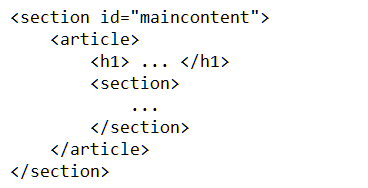 <section id="maincontent">
    <article>
        <h1> ... </h1>
        <section>
            ...
        </section>
    </article>
</section>